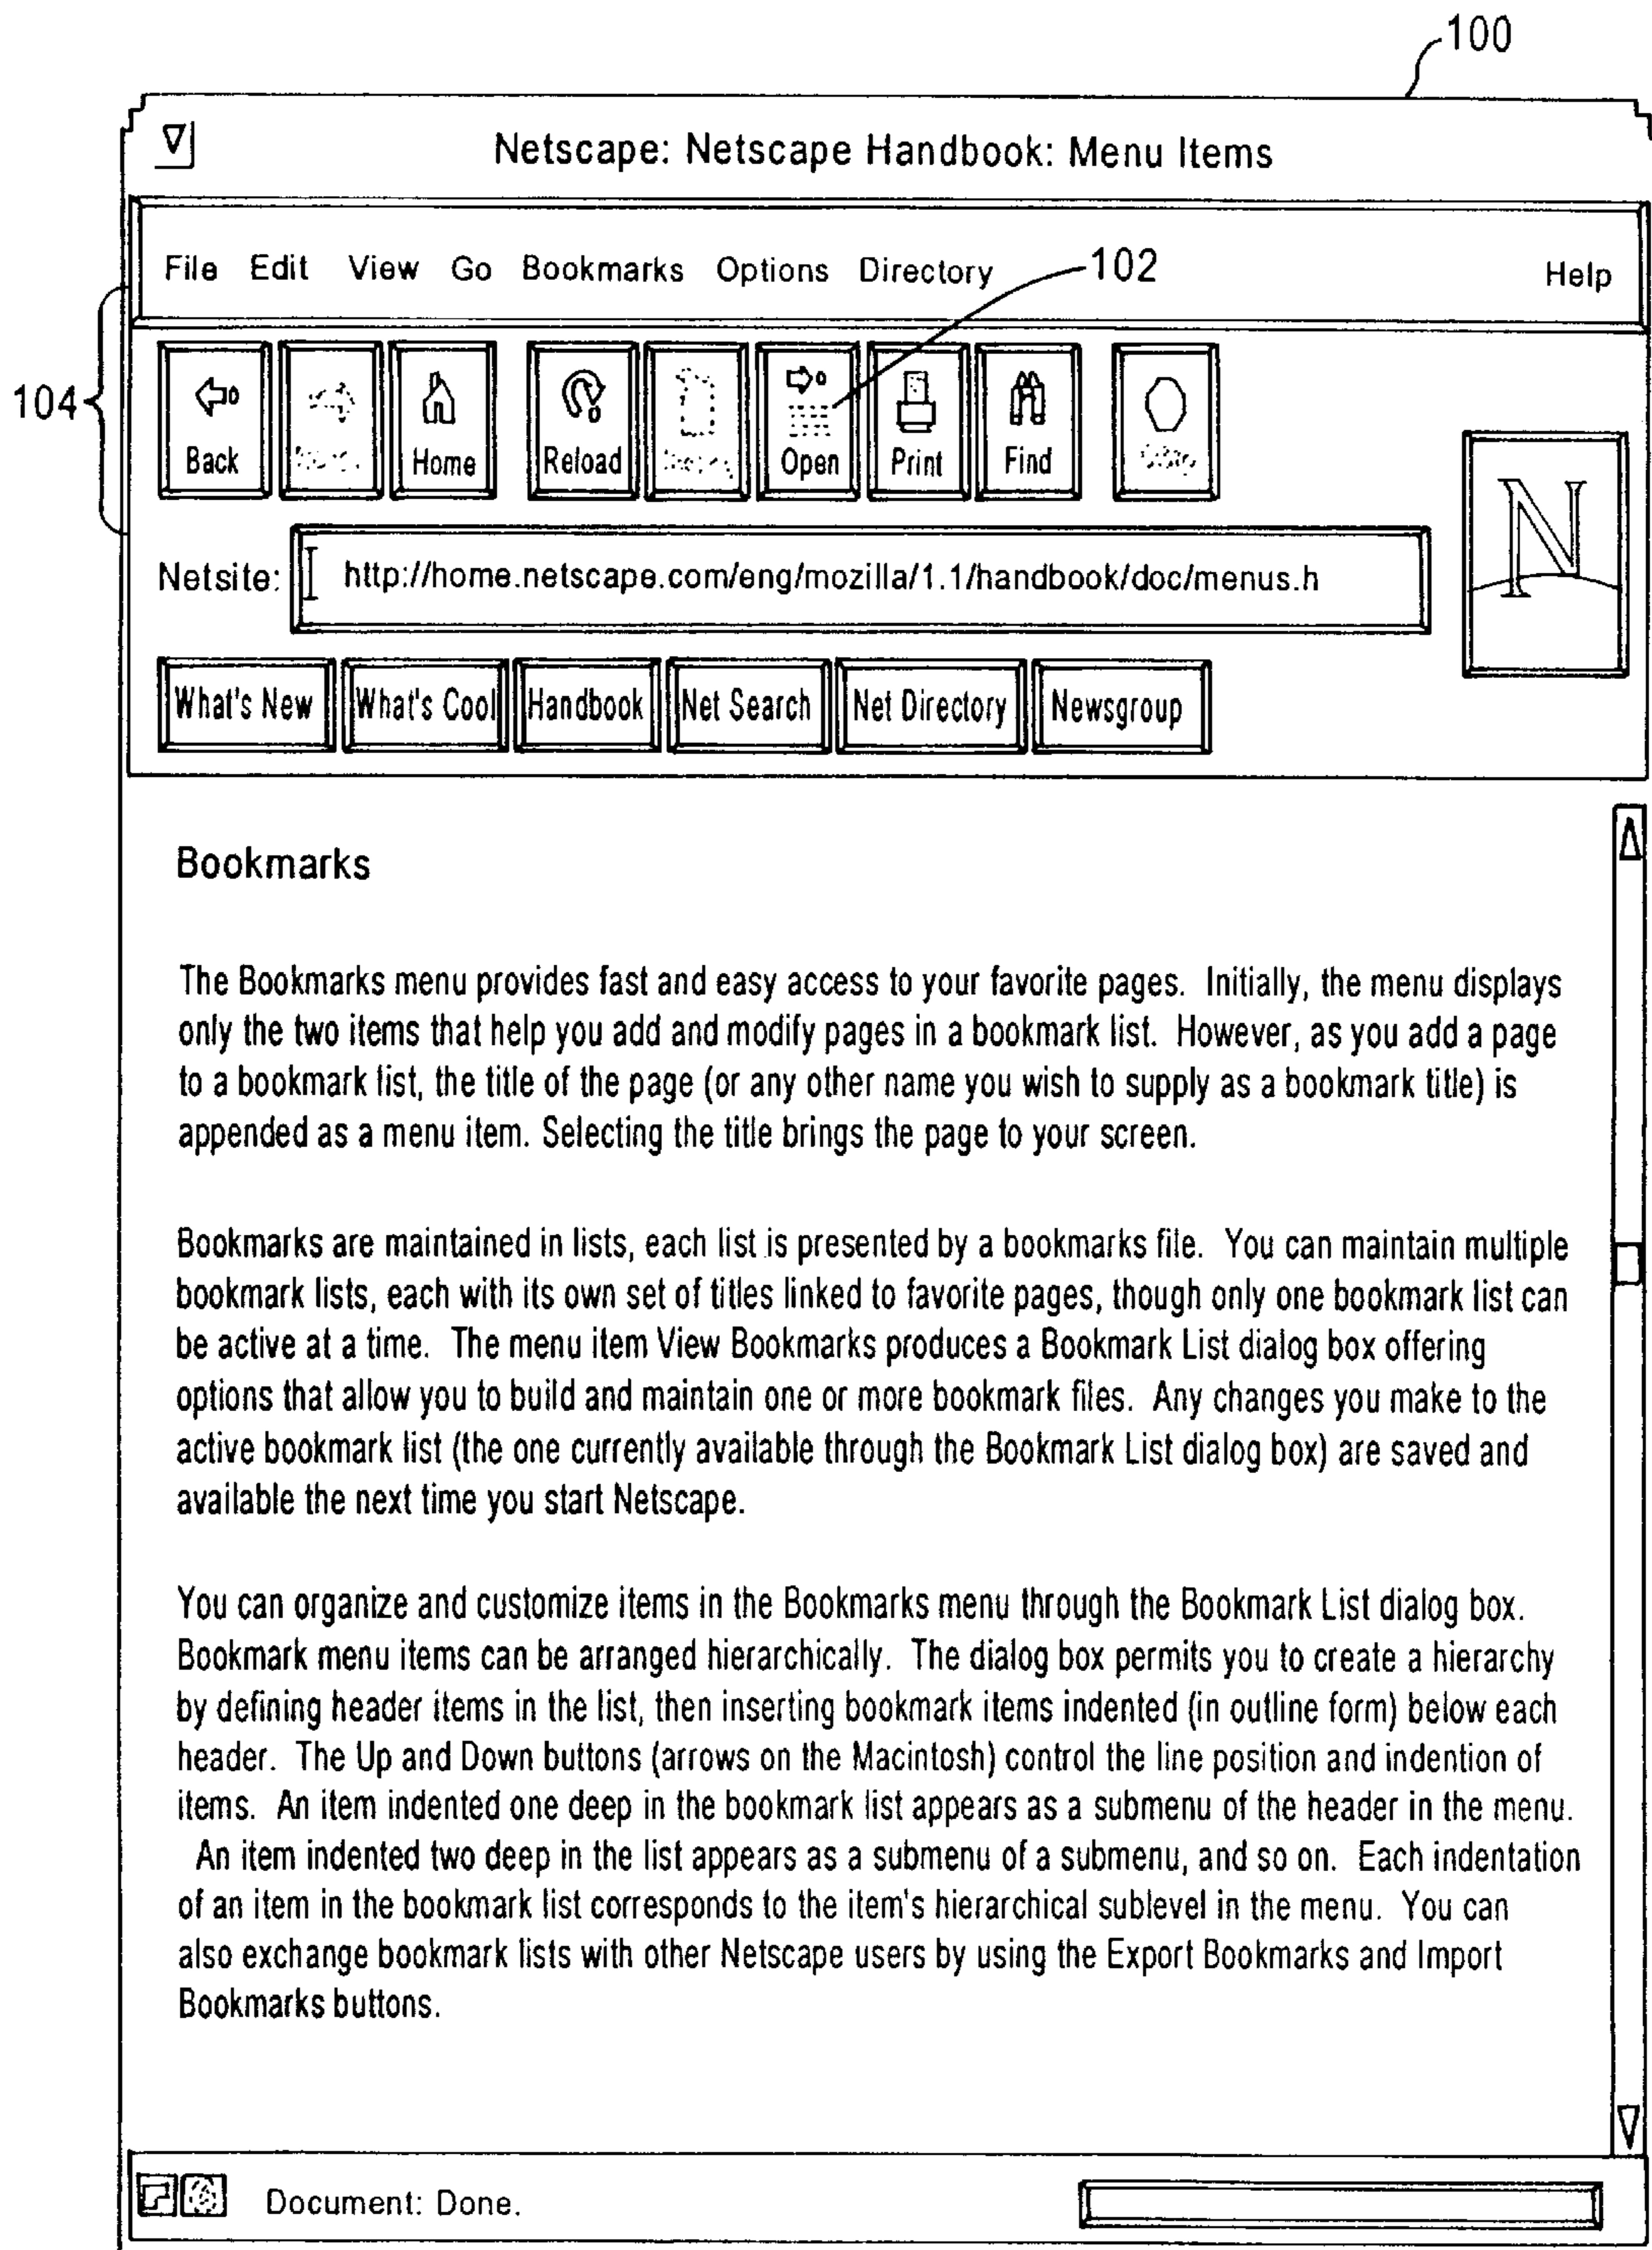 100
Netscape: Netscape Handbook: Menu Items
File Edit View Go Bookmarks Options Directory 102 Help
104
Back Home Reload Open Print Find
N
Netsite: http://home.netscape.com/eng/mozilla/1.1/handbook/doc/menus.h
What's New What's Cool Handbook Net Search Net Directory Newsgroup
Bookmarks
The Bookmarks menu provides fast and easy access to your favorite pages. Initially, the menu displays
only the two items that help you add and modify pages in a bookmark list. However, as you add a page
to a bookmark list, the title of the page (or any other name you wish to supply as a bookmark title) is
appended as a menu item. Selecting the title brings the page to your screen.
Bookmarks are maintained in lists, each list is presented by a bookmarks file. You can maintain multiple
bookmark lists, each with its own set of titles linked to favorite pages, though only one bookmark list can
be active at a time. The menu item View Bookmarks produces a Bookmark List dialog box offering
options that allow you to build and maintain one or more bookmark files. Any changes you make to the
active bookmark list (the one currently available through the Bookmark List dialog box) are saved and
available the next time you start Netscape.
You can organize and customize items in the Bookmarks menu through the Bookmark List dialog box.
Bookmark menu items can be arranged hierarchically. The dialog box permits you to create a hierarchy
by defining header items in the list, then inserting bookmark items indented (in outline form) below each
header. The Up and Down buttons (arrows on the Macintosh) control the line position and indention of
items. An item indented one deep in the bookmark list appears as a submenu of the header in the menu.
An item indented two deep in the list appears as a submenu of a submenu, and so on. Each indentation
of an item in the bookmark list corresponds to the item's hierarchical sublevel in the menu. You can
also exchange bookmark lists with other Netscape users by using the Export Bookmarks and Import
Bookmarks buttons.
Document: Done.